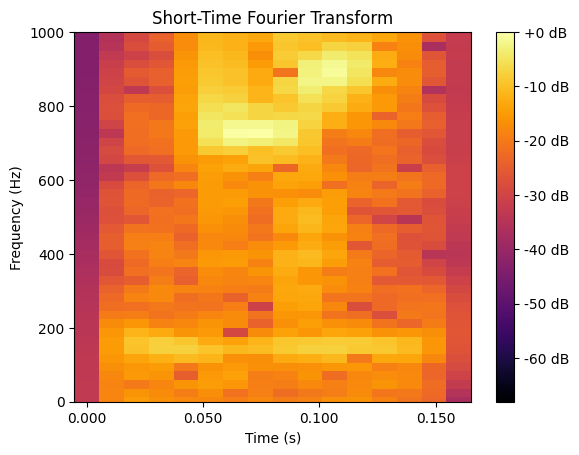 Short-Time Fourier Transform
Frequency (Hz)
1000
800
600
400
200
0
0.000
0.050
0.100
0.150
Time (s)
+0 dB
-10 dB
-20 dB
-30 dB
-40 dB
-50 dB
-60 dB